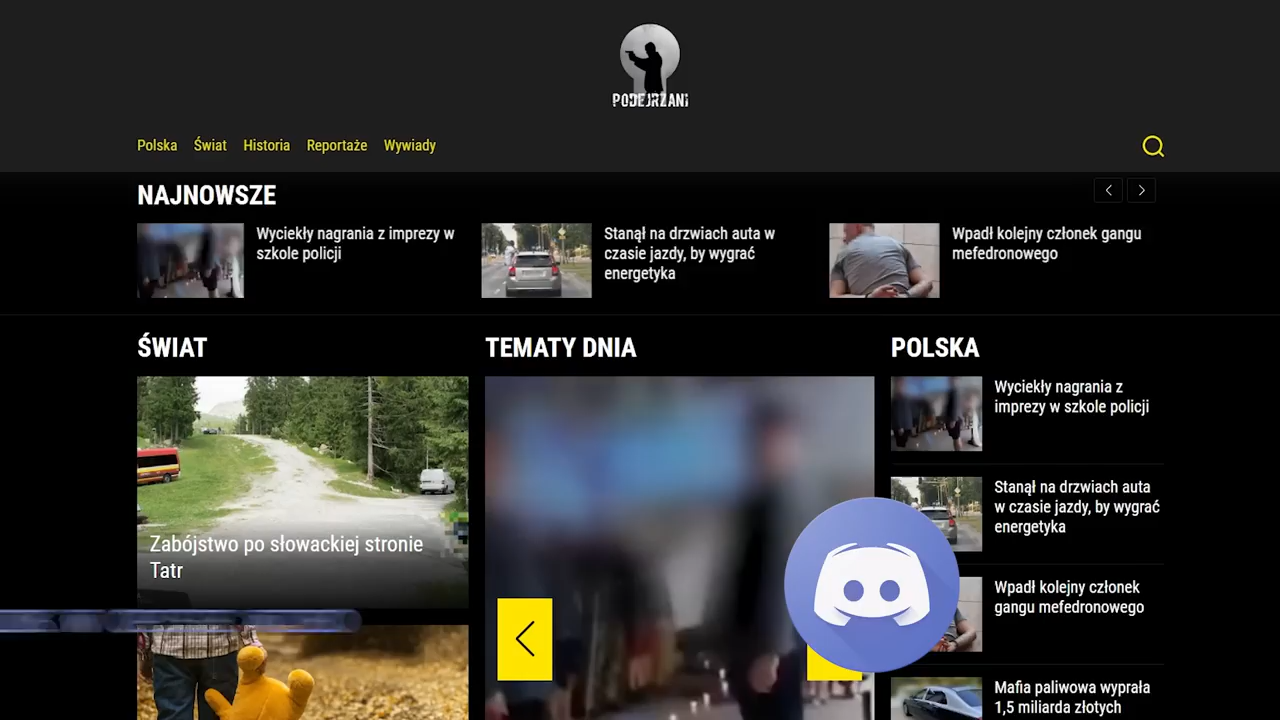 PODEJRZANI
Polska Świat Historia Reportaże Wywiady
NAJNOWSZE
Wyciekły nagrania z imprezy w
szkole policji
Stanął na drzwiach auta w
czasie jazdy, by wygrać
energetyka
Wpadł kolejny członek gangu
mefedronowego
ŚWIAT
Zabójstwo po słowackiej stronie
Tatr
TEMATY DNIA
POLSKA
Wyciekły nagrania z
imprezy w szkole policji
Stanął na drzwiach auta
w czasie jazdy, by wygrać
energetyka
Wpadł kolejny członek
gangu mefedronowego
Mafia paliwowa wyprała
1,5 miliarda złotych